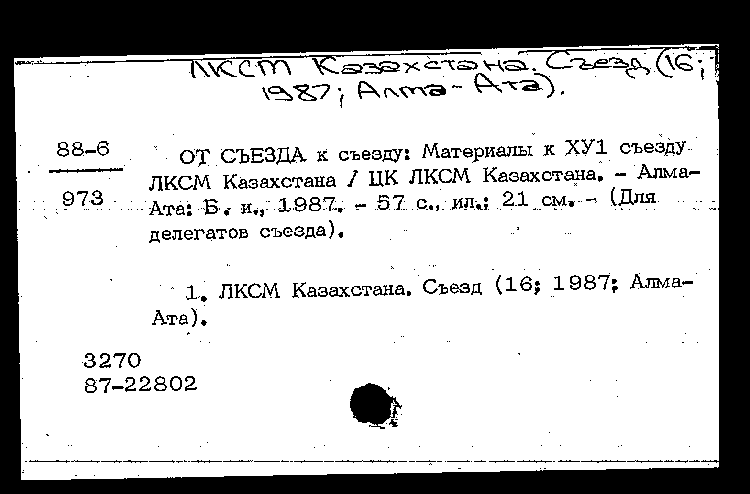 ЛКСМ Казахстана. Съезд (16;
1987; Алма-Ата).
88-6
973
ОТ СЪЕЗДА к съезду: Материалы к ХУ1 съезду
ЛКСМ Казахстана / ЦК ЛКСМ Казахстана. - Алма-
Ата: Б. и., 1987. - 57 с., ил.; 21 см. - (Для
делегатов съезда).
1. ЛКСМ Казахстана. Съезд (16; 1987; Алма-
Ата).
3270
87-22802